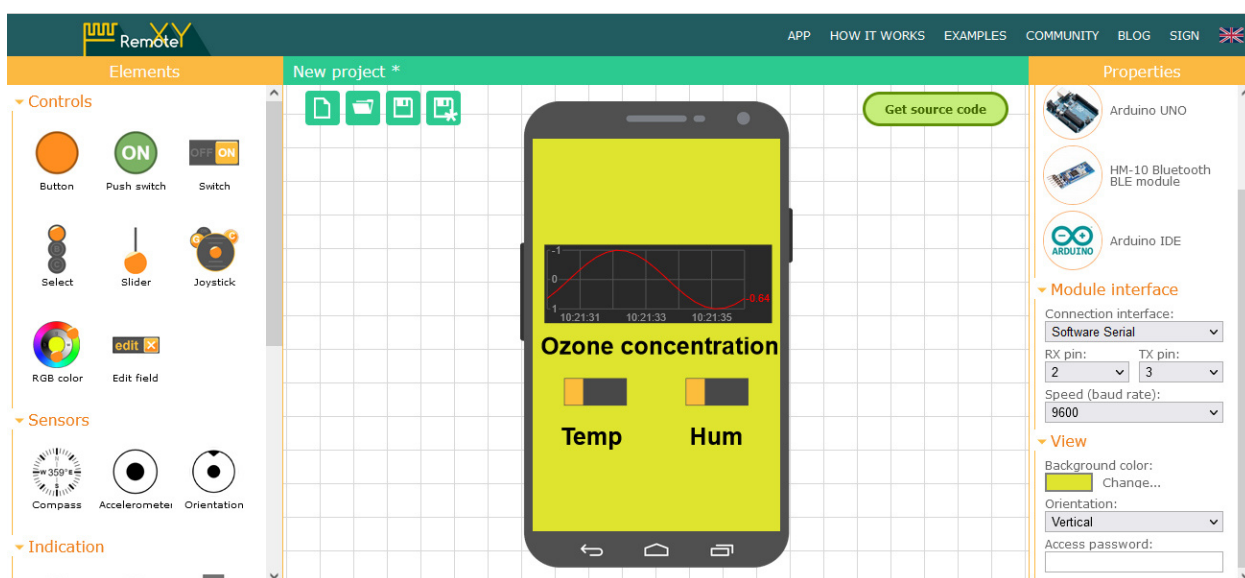 RemoteXY
APP HOW IT WORKS EXAMPLES COMMUNITY BLOG SIGN
Elements
New project *
Properties
Controls
Button
Push switch
ON
Switch
OFF ON
Select
Slider
Joystick
G
C
RGB color
Edit field
edit
Sensors
Compass
W 359° E
Acceleromete
Orientation
Indication
Get source code
-1
0
1
-0.64
10:21:31 10:21:33 10:21:35
Ozone concentration
Temp Hum
Arduino UNO
HM-10 Bluetooth
BLE module
ARDUINO
Arduino IDE
Module interface
Connection interface:
Software Serial
RX pin: TX pin:
2 3
Speed (baud rate):
9600
View
Background color:
Change...
Orientation:
Vertical
Access password: